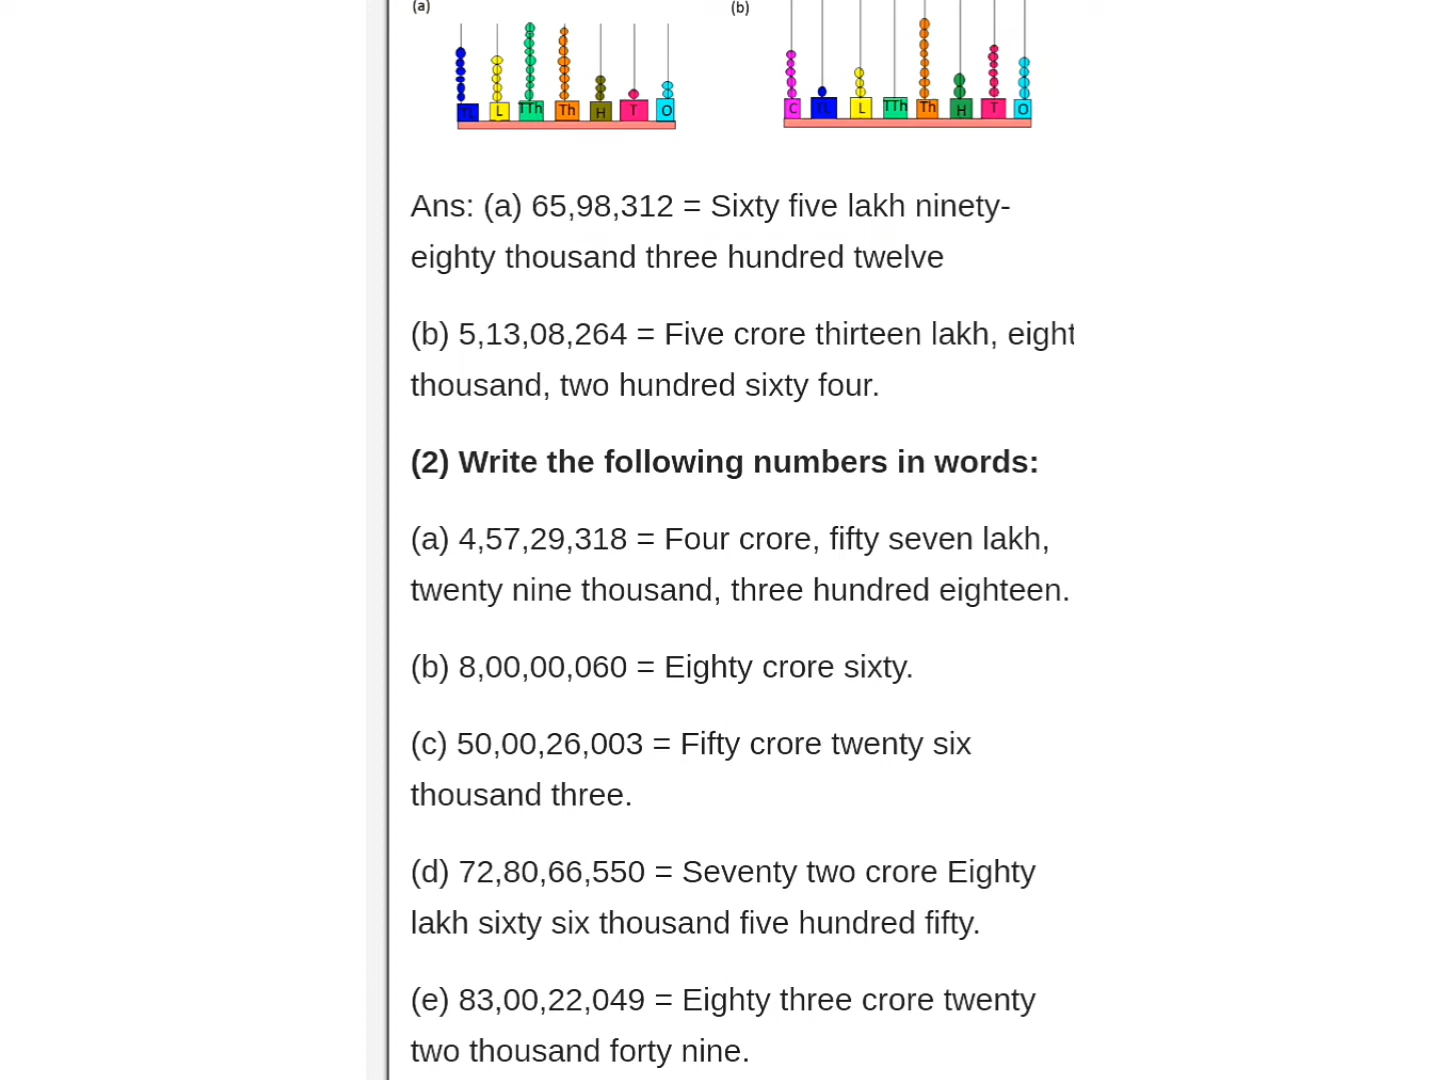 (a) (b)
TL L TTh Th H T O C TL L TTh Th H T O
Ans: (a) 65,98,312 = Sixty five lakh ninety-
eighty thousand three hundred twelve
(b) 5,13,08,264 = Five crore thirteen lakh, eight
thousand, two hundred sixty four.
(2) Write the following numbers in words:
(a) 4,57,29,318 = Four crore, fifty seven lakh,
twenty nine thousand, three hundred eighteen.
(b) 8,00,00,060 = Eighty crore sixty.
(c) 50,00,26,003 = Fifty crore twenty six
thousand three.
(d) 72,80,66,550 = Seventy two crore Eighty
lakh sixty six thousand five hundred fifty.
(e) 83,00,22,049 = Eighty three crore twenty
two thousand forty nine.